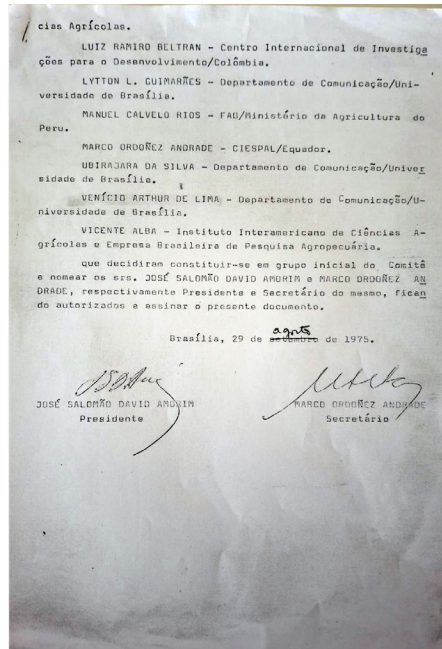 cias Agrícolas.
LUIZ RAMIRO BELTRAN - Centro Internacional de Investiga
ções para o Desenvolvimento/Colômbia.
LYTTON L. GUIMARÃES - Departamento de Comunicação/Uni-
versidade de Brasília.
MANUEL CALVELO RIOS - FAO/Ministério da Agricultura do
Peru.
MARCO ORDOÑEZ ANDRADE - CIESPAL/Equador.
UBIRAJARA DA SILVA - Departamento de Comunicação/Univer
sidade de Brasília.
VENÍCIO ARTHUR DE LIMA - Departamento de Comunicação/U-
niversidade de Brasília.
VICENTE ALBA - Instituto Interamericano de Ciências A-
grícolas e Empresa Brasileira de Pesquisa Agropecuária.
que decidiram constituir-se em grupo inicial do Comitê
e nomear os srs. JOSÉ SALOMÃO DAVID AMORIM e MARCO ORDOÑEZ AN
DRADE, respectivamente Presidente e Secretário do mesmo, fican
do autorizados a assinar o presente documento.
agosto
Brasília, 29 de setembro de 1975.
JOSÉ SALOMÃO DAVID AMORIM MARCO ORDOÑEZ ANDRADE
Presidente Secretário